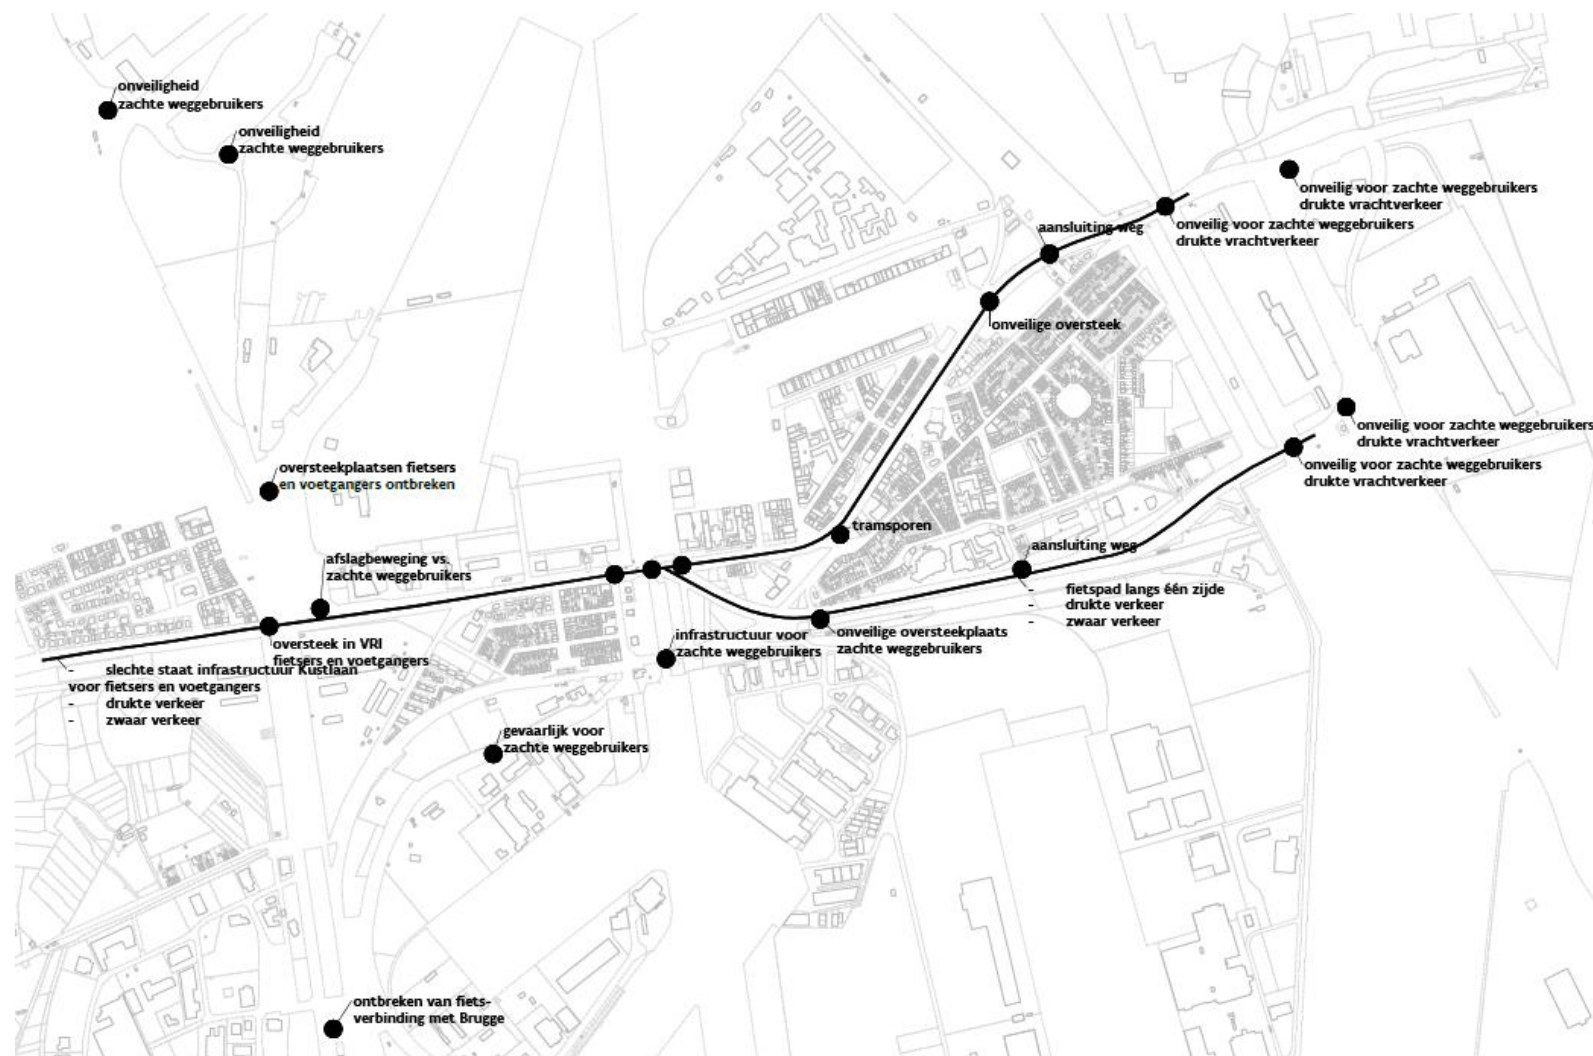 onveiligheid
zachte weggebruikers
onveiligheid
zachte weggebruikers
onveilig voor zachte weggebruikers
drukte vrachtverkeer
onveilig voor zachte weggebruikers
drukte vrachtverkeer
aansluiting weg
onveilige oversteek
onveilig voor zachte weggebruikers
drukte vrachtverkeer
onveilig voor zachte weggebruikers
drukte vrachtverkeer
oversteekplaatsen fietsers
en voetgangers ontbreken
tramsporen
aansluiting weg
afslagbeweging vs.
zachte weggebruikers
- fietspad langs één zijde
- drukte verkeer
- zwaar verkeer
oversteek in VRI
fietsers en voetgangers
infrastructuur voor
zachte weggebruikers
onveilige oversteekplaats
zachte weggebruikers
- slechte staat infrastructuur Kustlaan
voor fietsers en voetgangers
- drukte verkeer
- zwaar verkeer
gevaarlijk voor
zachte weggebruikers
ontbreken van fiets-
verbinding met Brugge